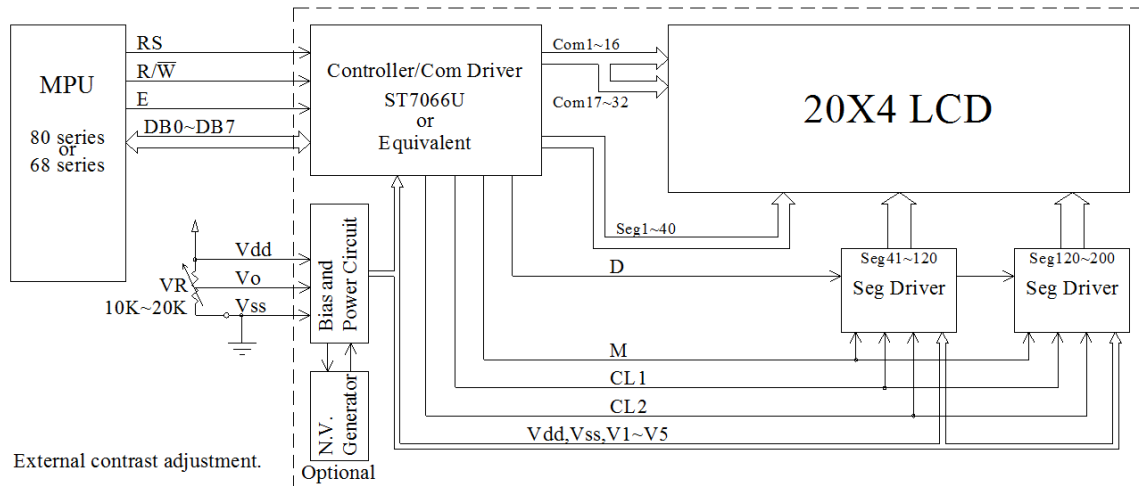 MPU
80 series
or
68 series
RS
R/W̅
E
DB0~DB7
Controller/Com Driver
ST7066U
or
Equivalent
Com1~16
Com17~32
20X4 LCD
Seg1~40
Vdd
Vo
Vss
VR
10K~20K
Bias and
Power Circuit
N.V.
Generator
Optional
D
Seg41~120
Seg Driver
Seg120~200
Seg Driver
M
CL1
CL2
Vdd,Vss,V1~V5
External contrast adjustment.